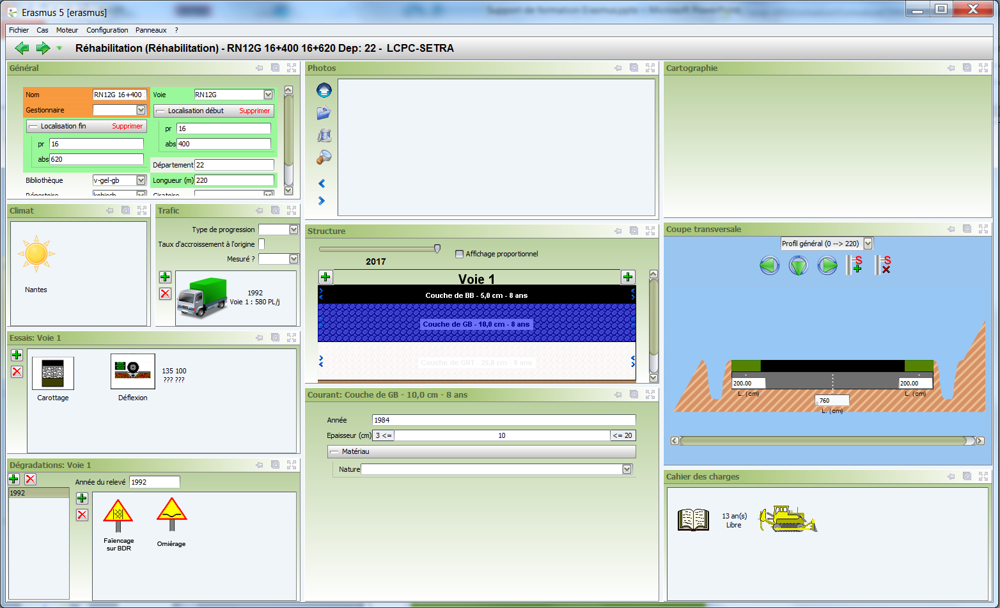 Erasmus 5 [erasmus]
Fichier Cas Moteur Configuration Panneaux ?
Réhabilitation (Réhabilitation) - RN12G 16+400 16+620 Dep: 22 - LCPC-SETRA
Général
Nom RN12G 16+400 Voie RN12G
Gestionnaire
Localisation début Supprimer
Localisation fin Supprimer
pr 16
pr 16
abs 400
abs 620
Département 22
Bibliothèque v-gel-gb Longueur (m) 220
Climat
Nantes
Trafic
Type de progression
Taux d'accroissement à l'origine
Mesuré ?
1992
Voie 1 : 580 PL/j
Essais: Voie 1
Carottage
Déflexion
135 100
??? ???
Dégradations: Voie 1
Année du relevé 1992
1992
Faïençage
sur BDR
Orniérage
Photos
Structure
2017
Affichage proportionnel
Voie 1
Couche de BB - 5,0 cm - 8 ans
Couche de GB - 10,0 cm - 8 ans
Couche de GNT - 25,0 cm - 8 ans
Courant: Couche de GB - 10,0 cm - 8 ans
Année 1984
Epaisseur (cm) 3 <= 10 <= 20
Matériau
Nature
Cartographie
Coupe transversale
Profil général (0 --> 220)
S S
200.00 200.00
L. (cm) L. (cm)
760
L. (cm)
Cahier des charges
13 an(s)
Libre